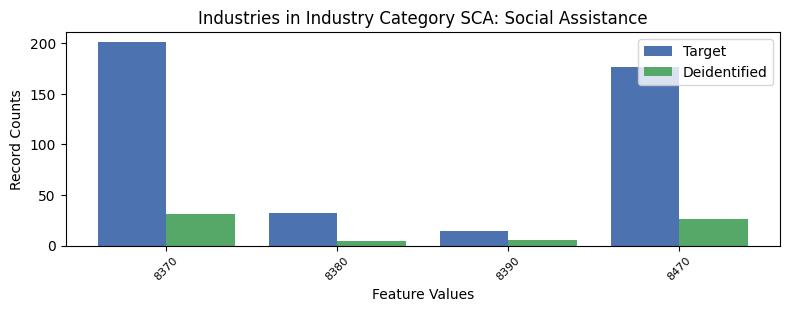 Industries in Industry Category SCA: Social Assistance
Record Counts
200
150
100
50
0
Target
Deidentified
8370
8380
8390
8470
Feature Values